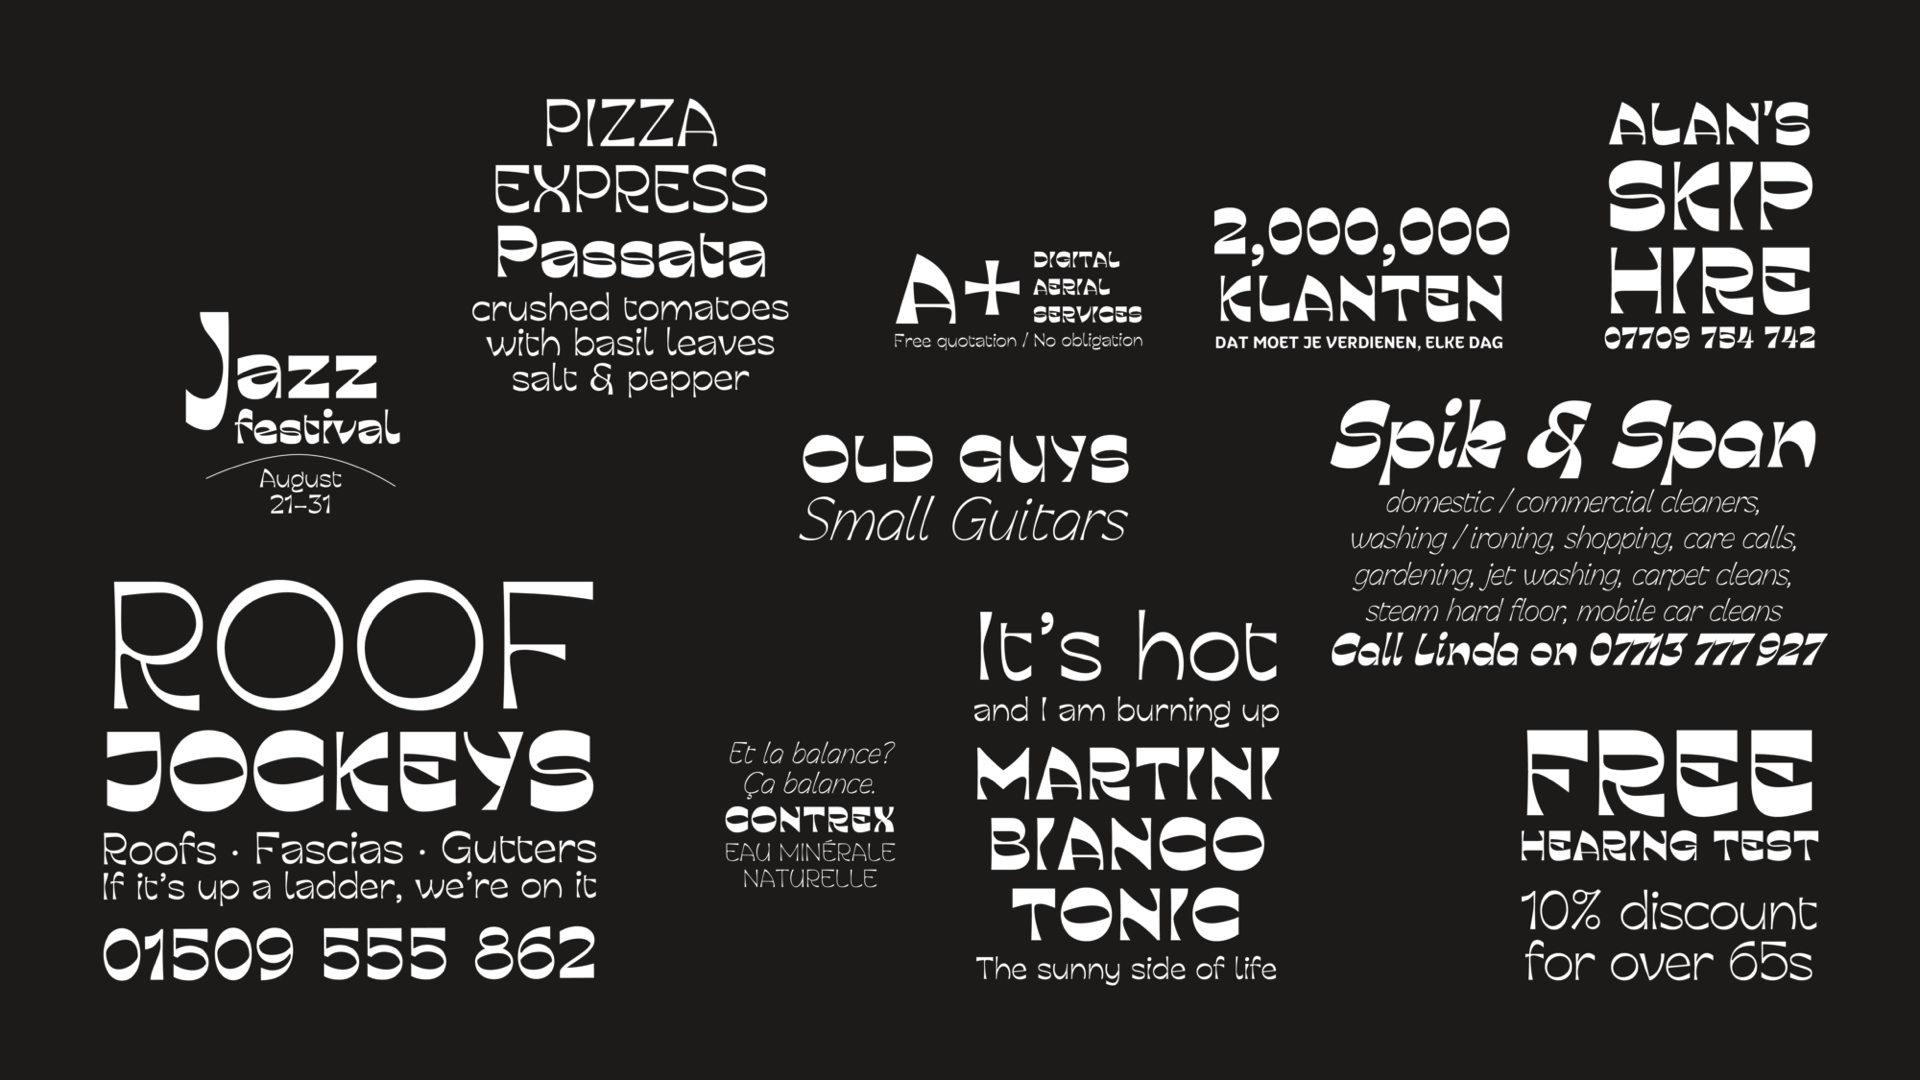 PIZZA
EXPRESS
Passata
crushed tomatoes
with basil leaves
salt & pepper
Jazz
festival
August
21–31
A+ DIGITAL
AERIAL
SERVICES
Free quotation / No obligation
2,000,000
KLANTEN
DAT MOET JE VERDIENEN, ELKE DAG
ALAN'S
SKIP
HIRE
07709 754 742
OLD GUYS
Small Guitars
Spik & Span
domestic / commercial cleaners,
washing / ironing, shopping, care calls,
gardening, jet washing, carpet cleans,
steam hard floor, mobile car cleans
Call Linda on 07713 777 927
ROOF
JOCKEYS
Roofs · Fascias · Gutters
If it's up a ladder, we're on it
01509 555 862
Et la balance?
Ça balance.
CONTREX
EAU MINÉRALE
NATURELLE
It's hot
and I am burning up
MARTINI
BIANCO
TONIC
The sunny side of life
FREE
HEARING TEST
10% discount
for over 65s